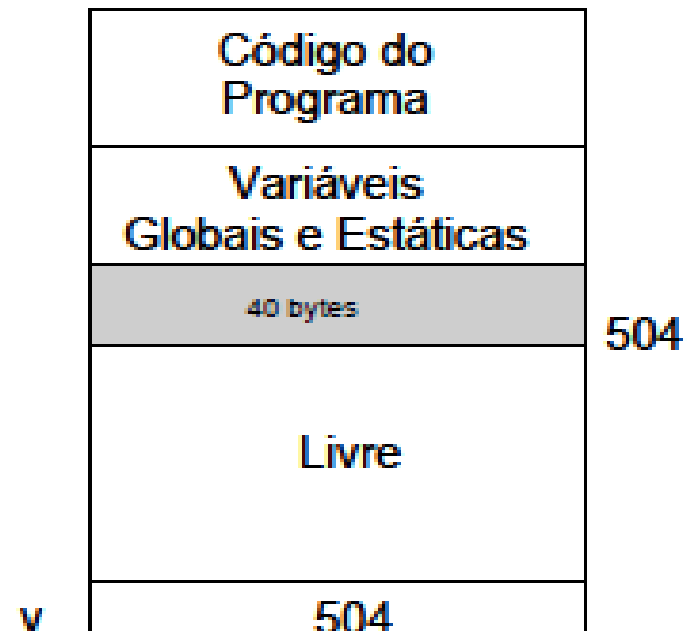 Código do
Programa
Variáveis
Globais e Estáticas
40 bytes
504
Livre
v
504